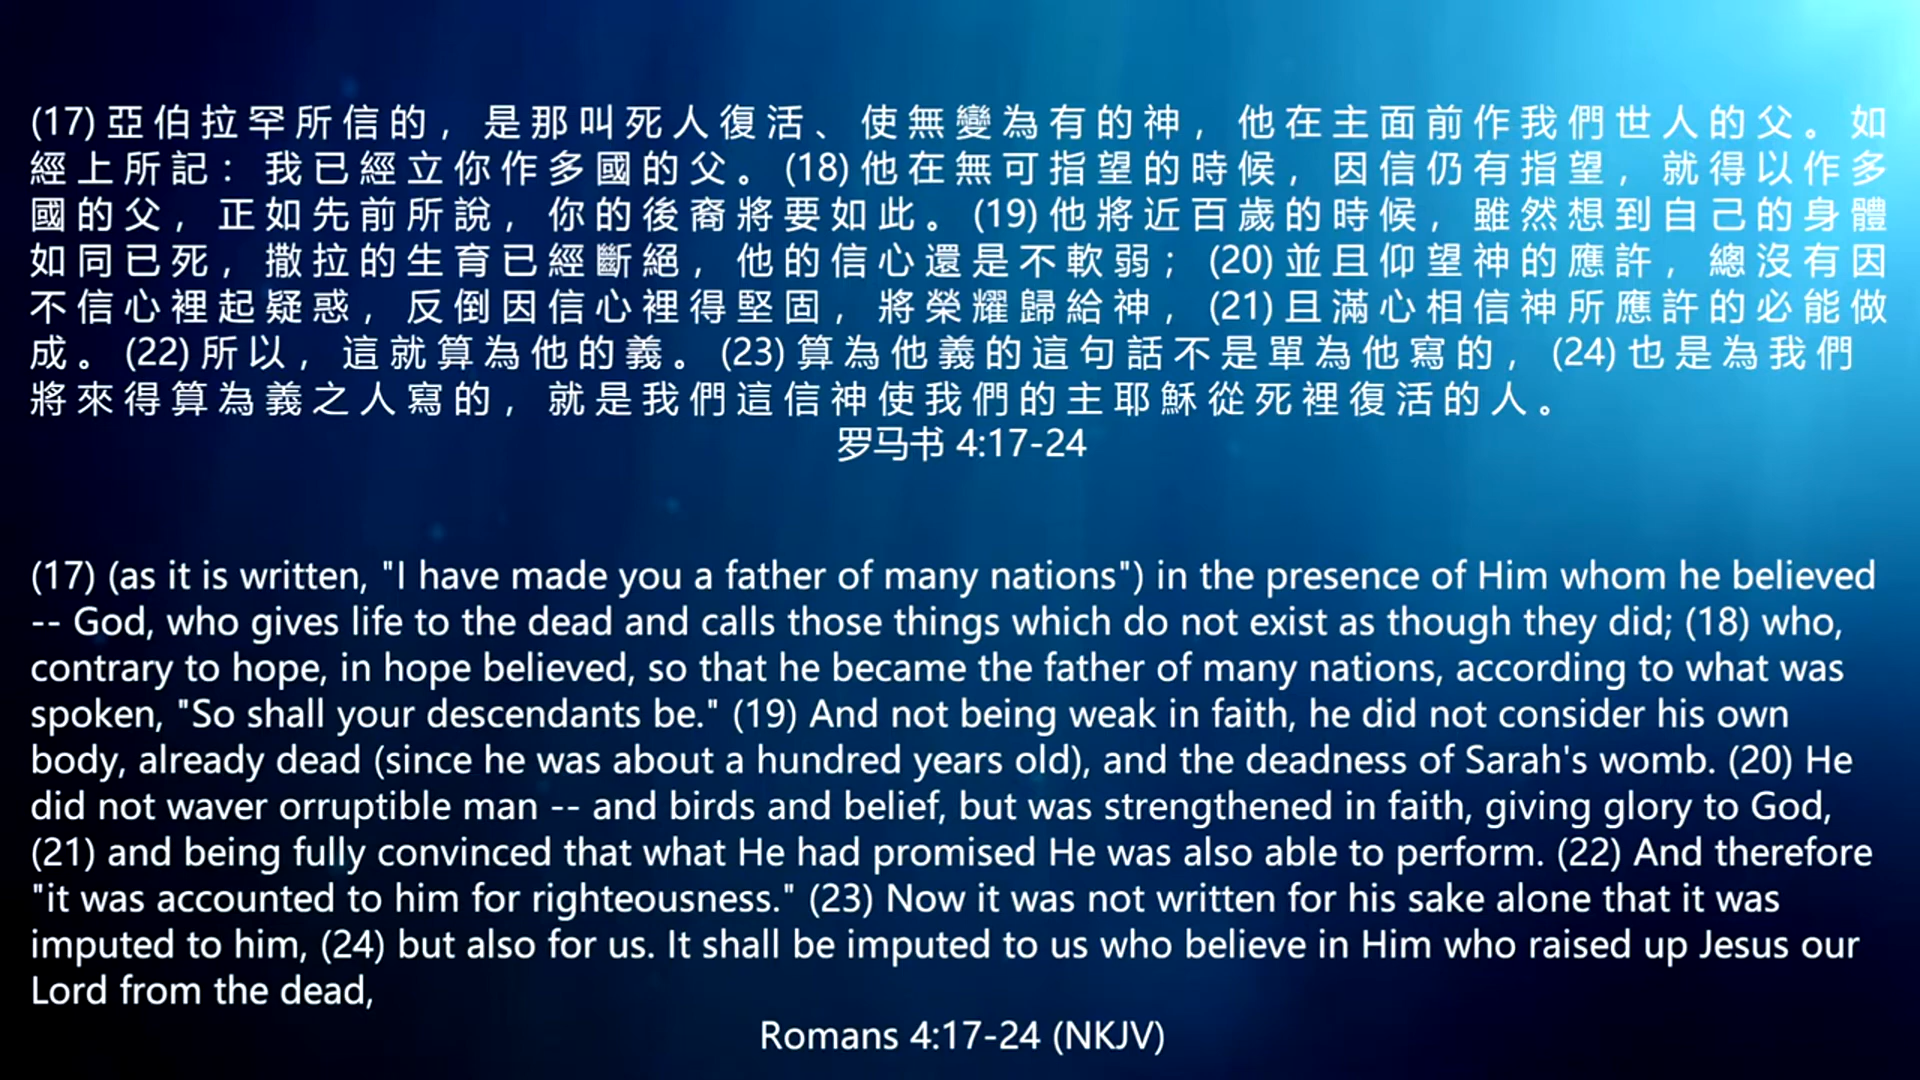 (17) 亞伯拉罕所信的，是那叫死人復活、使無變為有的神，他在主面前作我們世人的父。如
經上所記：我已經立你作多國的父。(18) 他在無可指望的時候，因信仍有指望，就得以作多
國的父，正如先前所說，你的後裔將要如此。(19) 他將近百歲的時候，雖然想到自己的身體
如同已死，撒拉的生育已經斷絕，他的信心還是不軟弱；(20) 並且仰望神的應許，總沒有因
不信心裡起疑惑，反倒因信心裡得堅固，將榮耀歸給神，(21) 且滿心相信神所應許的必能做
成。(22) 所以，這就算為他的義。(23) 算為他義的這句話不是單為他寫的，(24) 也是為我們
將來得算為義之人寫的，就是我們這信神使我們的主耶穌從死裡復活的人。
罗马书 4:17-24
(17) (as it is written, "I have made you a father of many nations") in the presence of Him whom he believed
-- God, who gives life to the dead and calls those things which do not exist as though they did; (18) who,
contrary to hope, in hope believed, so that he became the father of many nations, according to what was
spoken, "So shall your descendants be." (19) And not being weak in faith, he did not consider his own
body, already dead (since he was about a hundred years old), and the deadness of Sarah's womb. (20) He
did not waver orruptible man -- and birds and belief, but was strengthened in faith, giving glory to God,
(21) and being fully convinced that what He had promised He was also able to perform. (22) And therefore
"it was accounted to him for righteousness." (23) Now it was not written for his sake alone that it was
imputed to him, (24) but also for us. It shall be imputed to us who believe in Him who raised up Jesus our
Lord from the dead,
Romans 4:17-24 (NKJV)